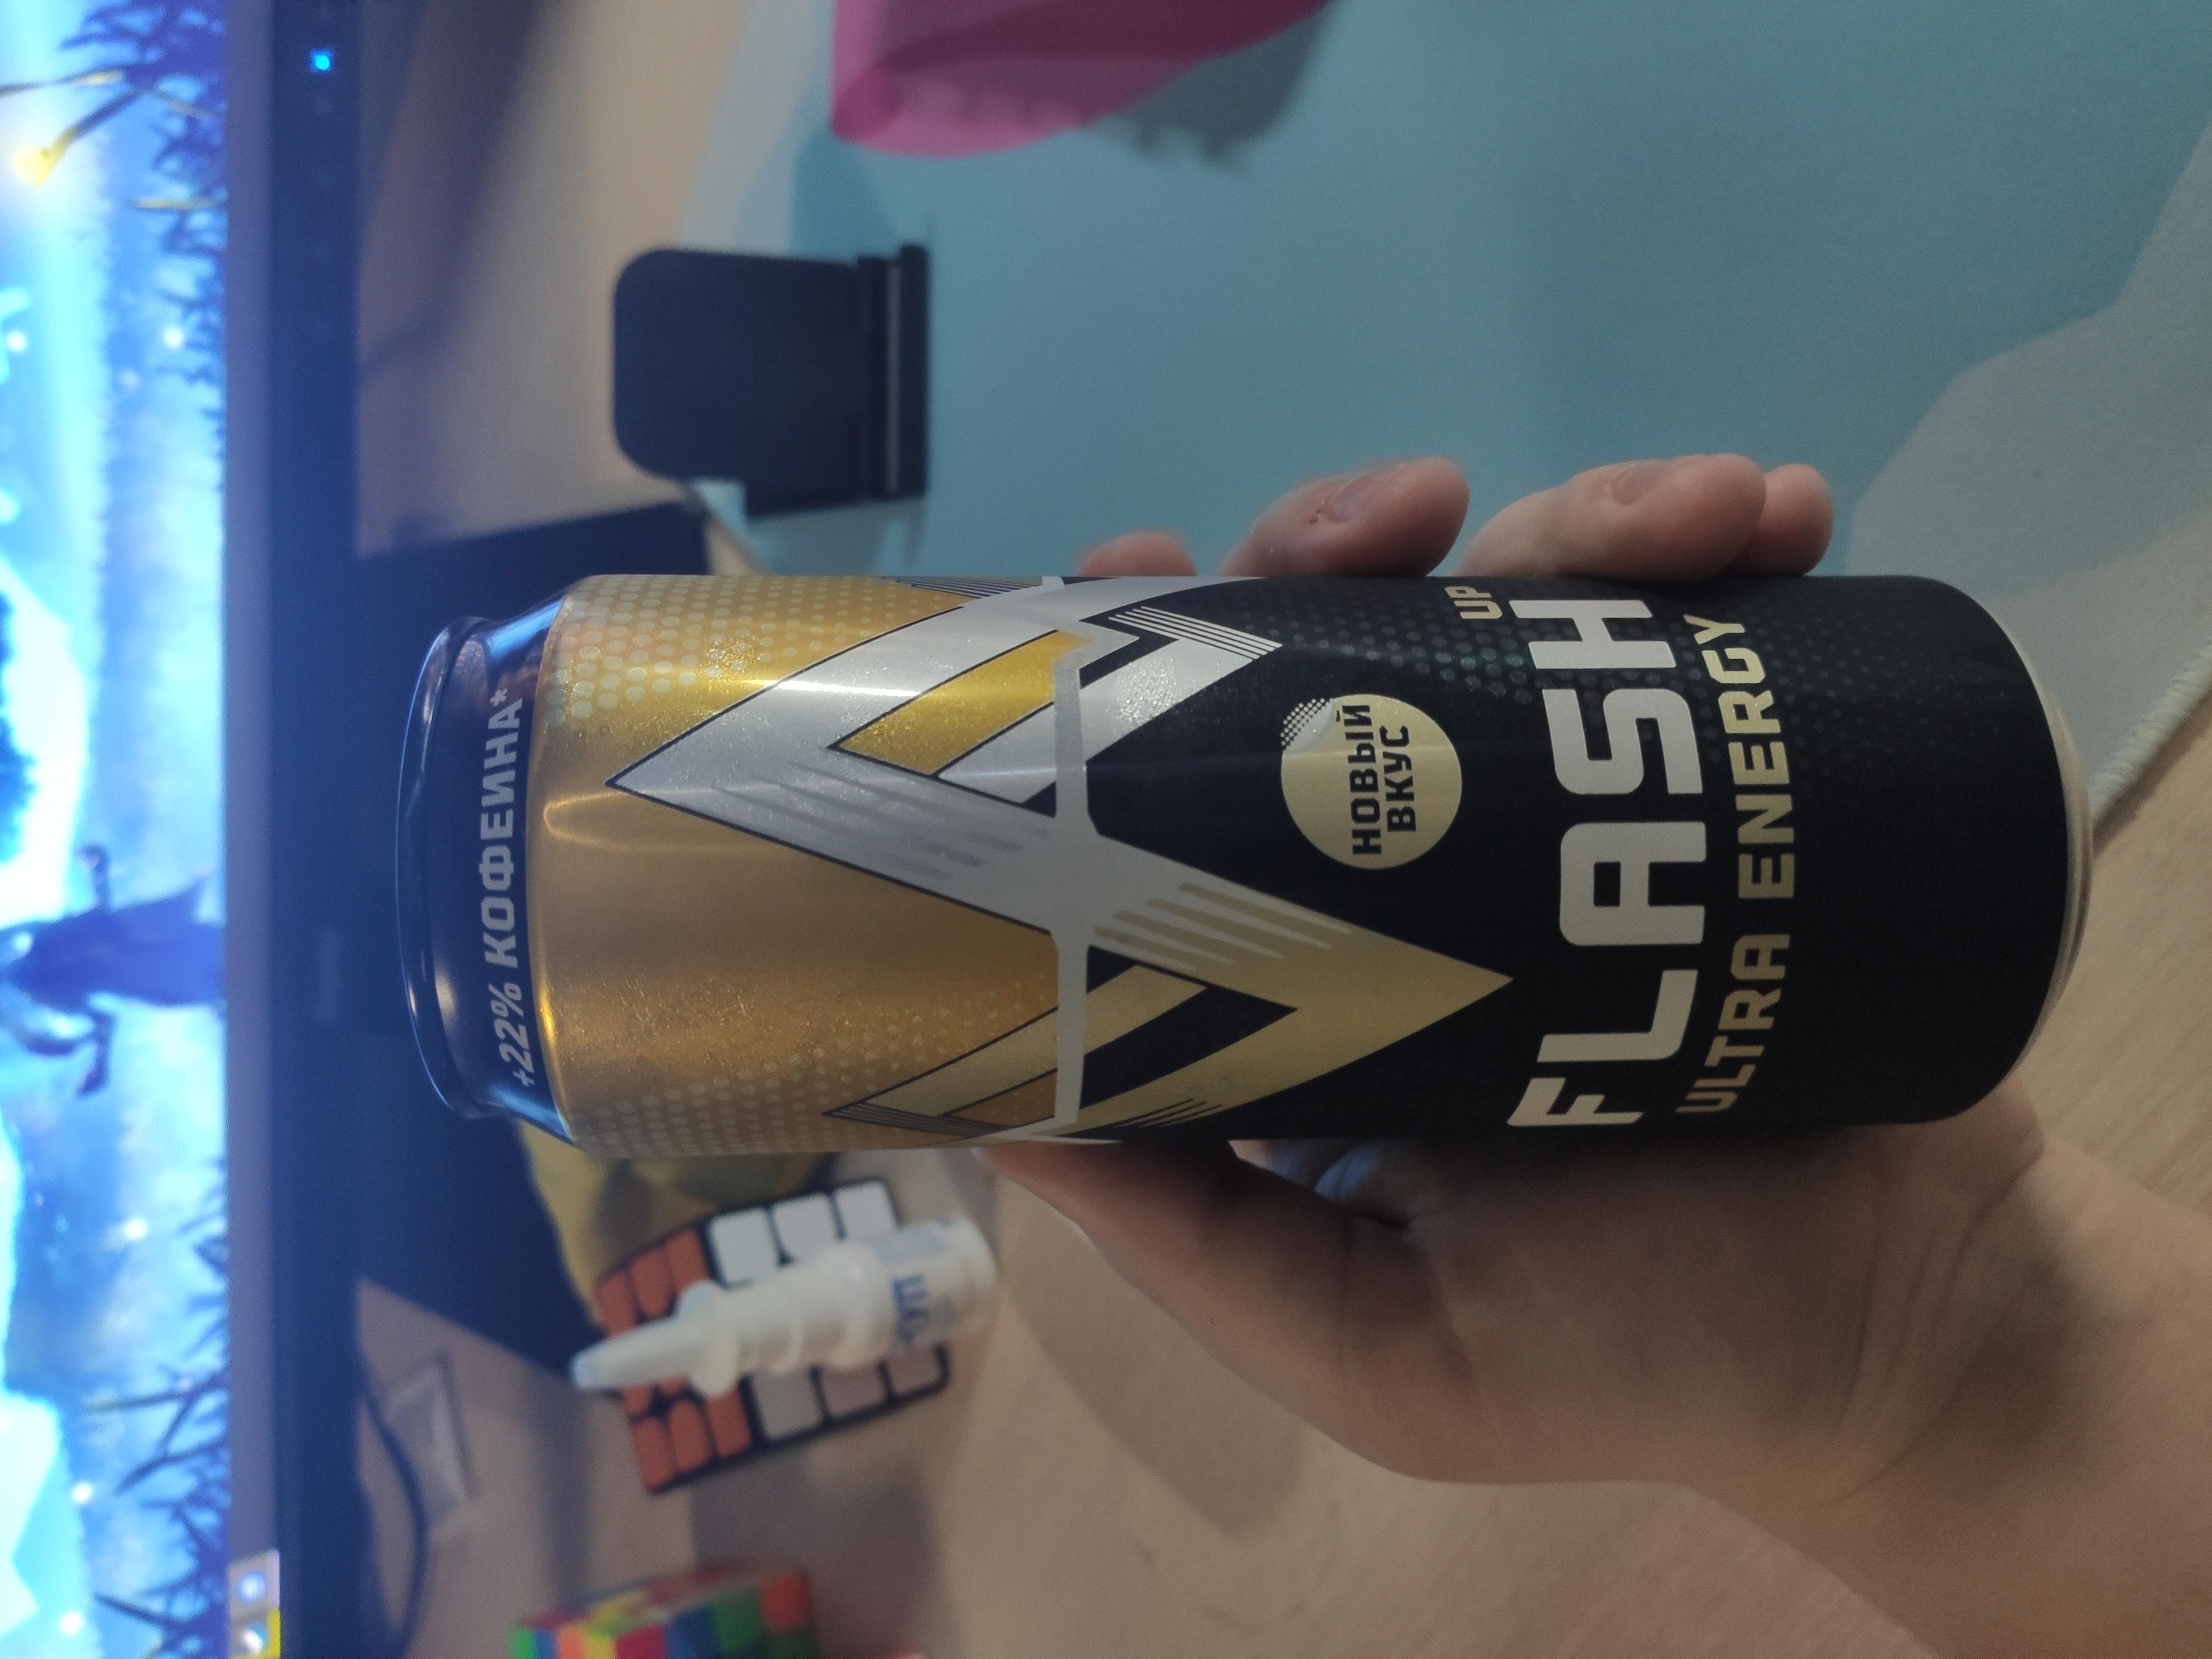 +22% КОФЕИНА*
НОВЫЙ
ВКУС
UP
FLASH
ULTRA ENERGY